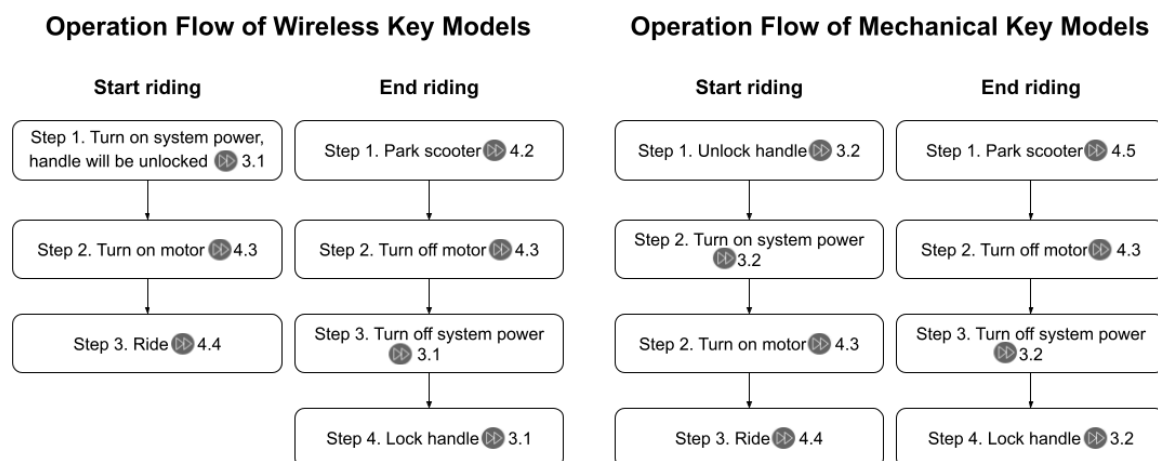 Operation Flow of Wireless Key Models
Start riding
Step 1. Turn on system power,
handle will be unlocked 3.1
Step 2. Turn on motor 4.3
Step 3. Ride 4.4
End riding
Step 1. Park scooter 4.2
Step 2. Turn off motor 4.3
Step 3. Turn off system power
3.1
Step 4. Lock handle 3.1
Operation Flow of Mechanical Key Models
Start riding
Step 1. Unlock handle 3.2
Step 2. Turn on system power
3.2
Step 2. Turn on motor 4.3
Step 3. Ride 4.4
End riding
Step 1. Park scooter 4.5
Step 2. Turn off motor 4.3
Step 3. Turn off system power
3.2
Step 4. Lock handle 3.2